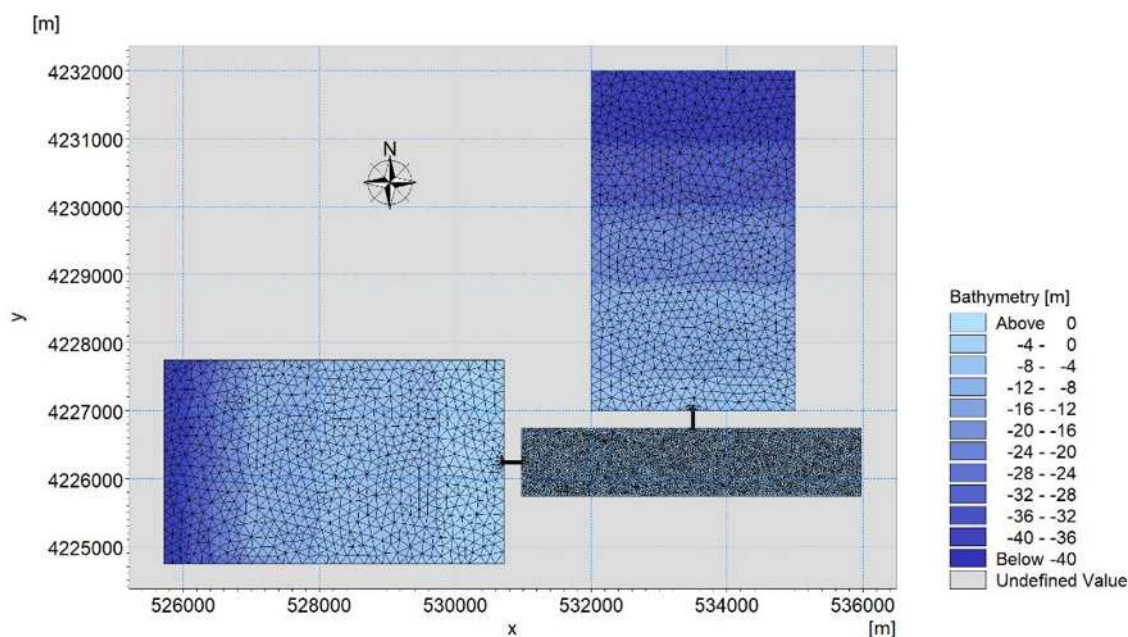 [m]
4232000
4231000
N
4230000
4229000
y
4228000
4227000
4226000
4225000
526000 528000 530000 532000 534000 536000
x [m]
Bathymetry [m]
Above 0
-4 - 0
-8 - -4
-12 - -8
-16 - -12
-20 - -16
-24 - -20
-28 - -24
-32 - -28
-36 - -32
-40 - -36
Below -40
Undefined Value